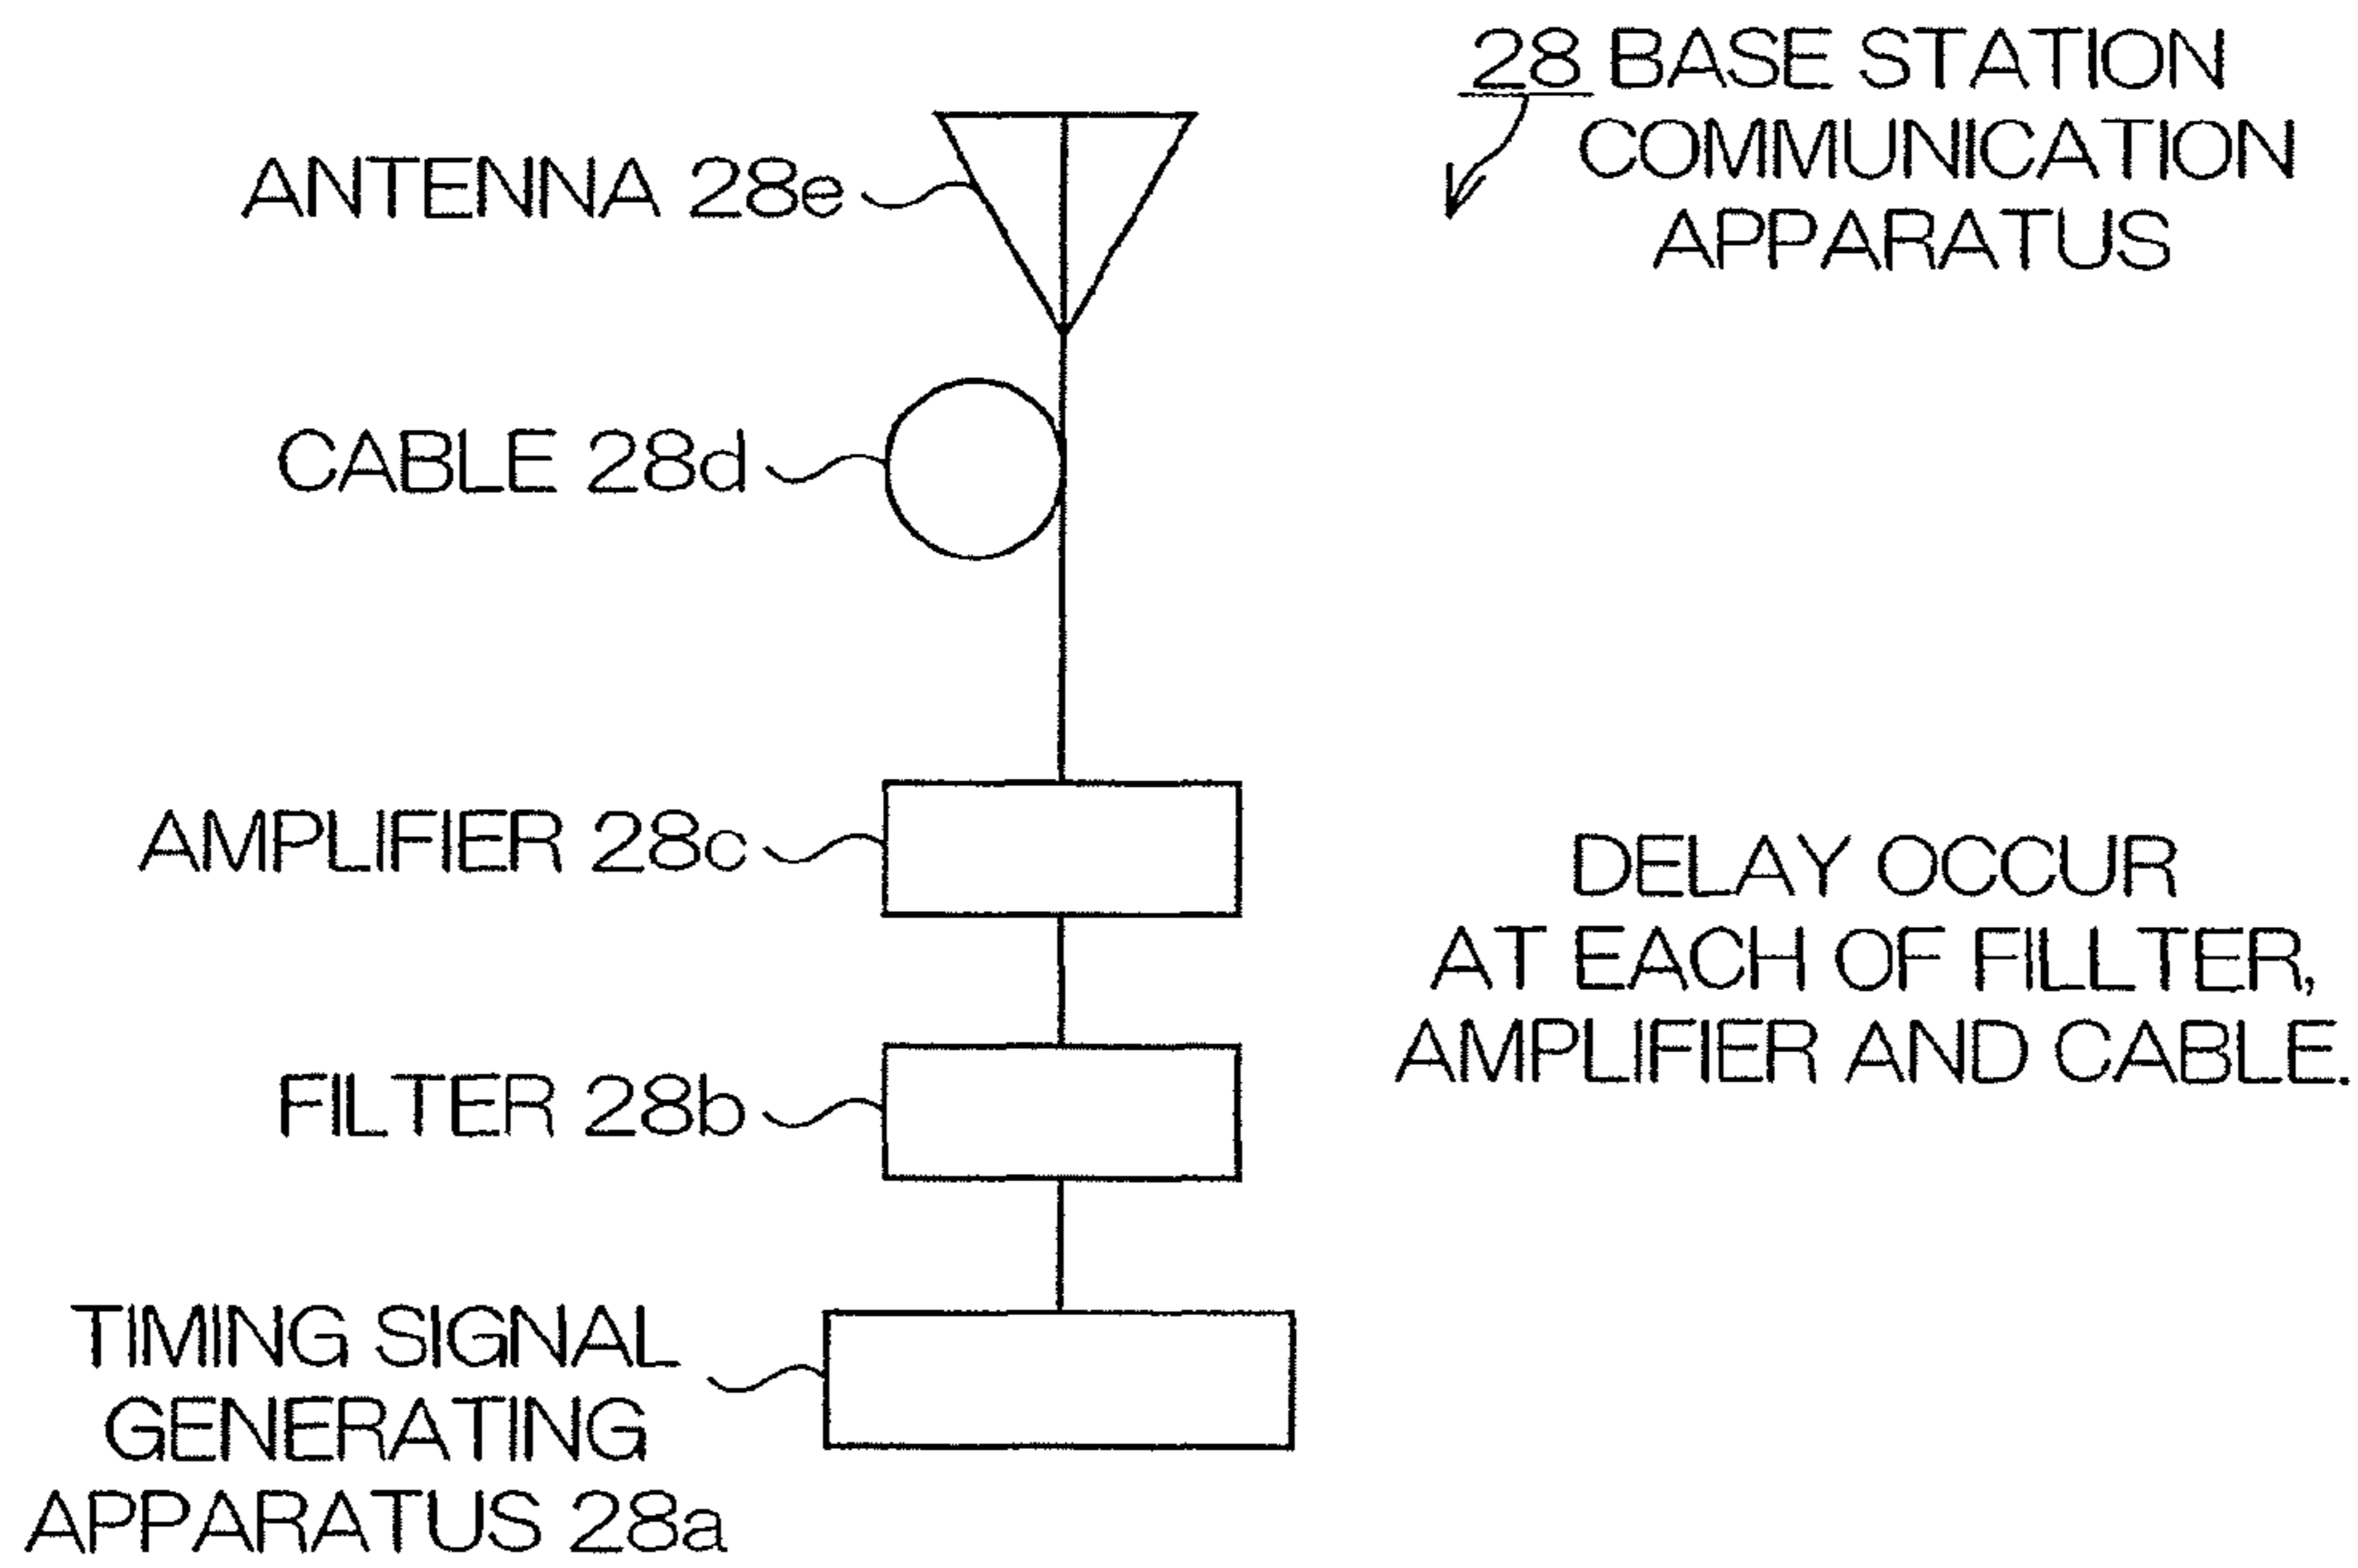 28 BASE STATION
COMMUNICATION
APPARATUS
ANTENNA 28e
CABLE 28d
AMPLIFIER 28c
DELAY OCCUR
AT EACH OF FILLTER,
AMPLIFIER AND CABLE.
FILTER 28b
TIMING SIGNAL
GENERATING
APPARATUS 28a